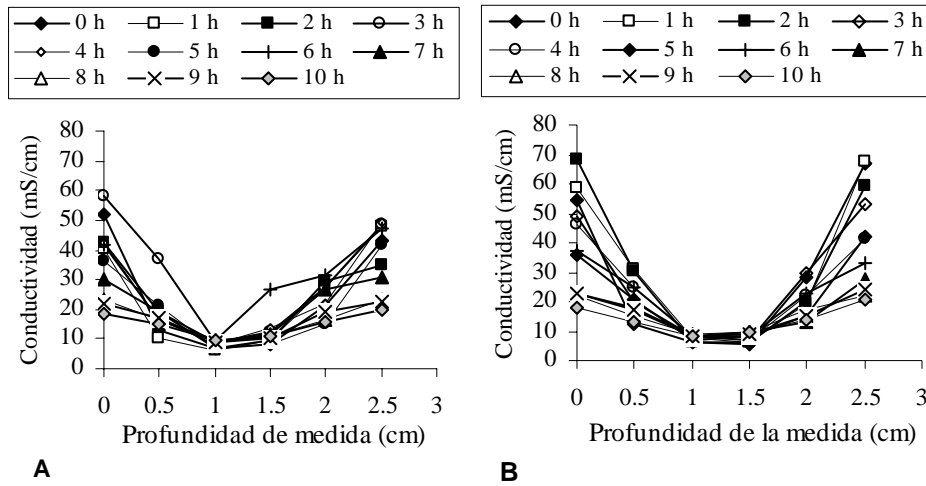 0 h 1 h 2 h 3 h
4 h 5 h 6 h 7 h
8 h 9 h 10 h
Conductividad (mS/cm)
80
70
60
50
40
30
20
10
0
0 0.5 1 1.5 2 2.5 3
Profundidad de medida (cm)
A
0 h 1 h 2 h 3 h
4 h 5 h 6 h 7 h
8 h 9 h 10 h
Conductividad (mS/cm)
80
70
60
50
40
30
20
10
0
0 0.5 1 1.5 2 2.5 3
Profundidad de la medida (cm)
B